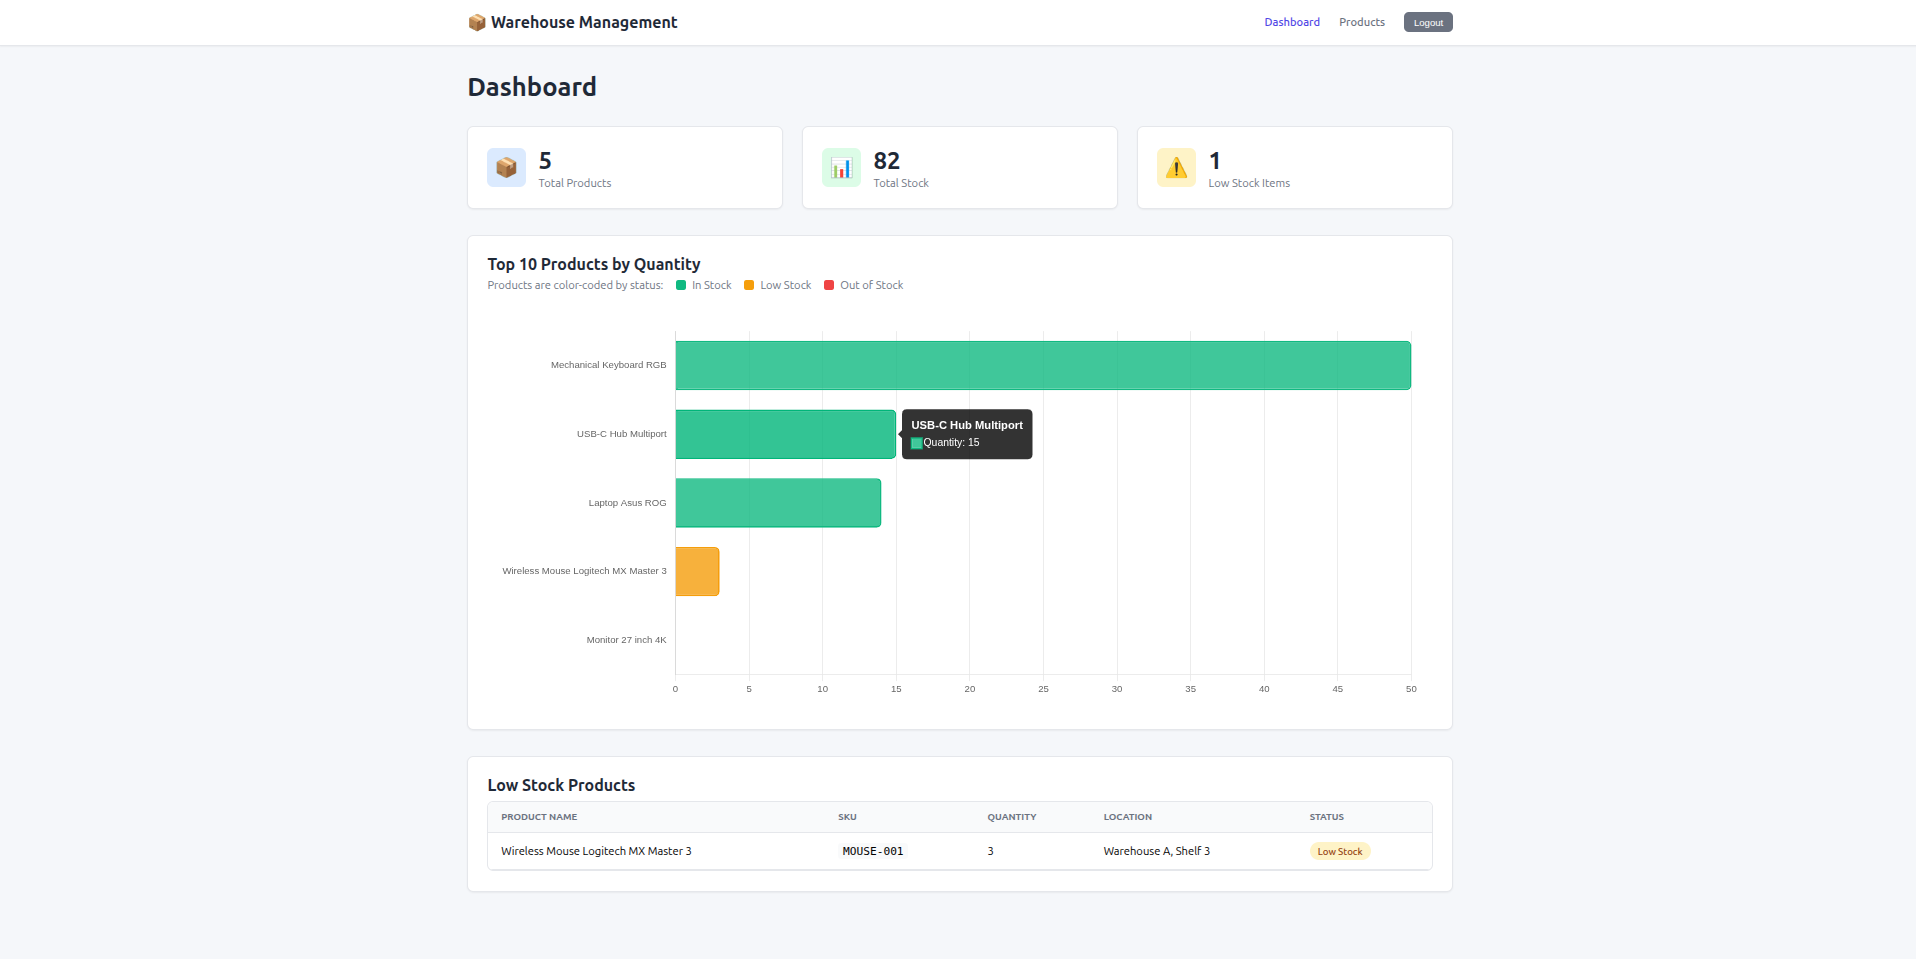 Warehouse Management
Dashboard Products Logout
Dashboard
5
Total Products
82
Total Stock
1
Low Stock Items
Top 10 Products by Quantity
Products are color-coded by status: In Stock Low Stock Out of Stock
Mechanical Keyboard RGB
USB-C Hub Multiport
USB-C Hub Multiport
Quantity: 15
Laptop Asus ROG
Wireless Mouse Logitech MX Master 3
Monitor 27 inch 4K
0 5 10 15 20 25 30 35 40 45 50
Low Stock Products
PRODUCT NAME SKU QUANTITY LOCATION STATUS
Wireless Mouse Logitech MX Master 3 MOUSE-001 3 Warehouse A, Shelf 3 Low Stock